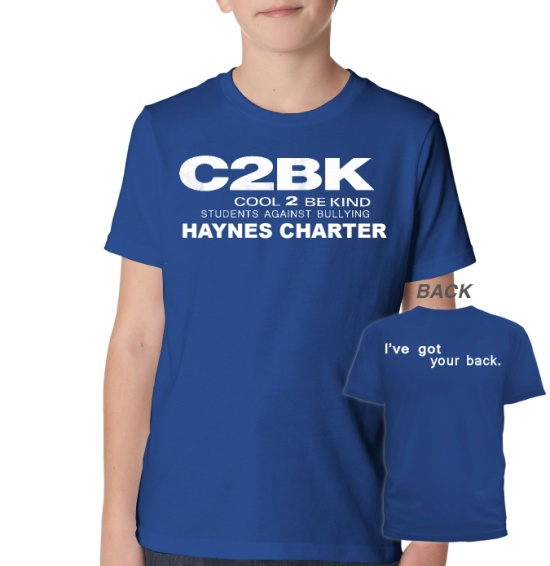 C2BK
COOL 2 BE KIND
STUDENTS AGAINST BULLYING
HAYNES CHARTER
BACK
I've got
your back.